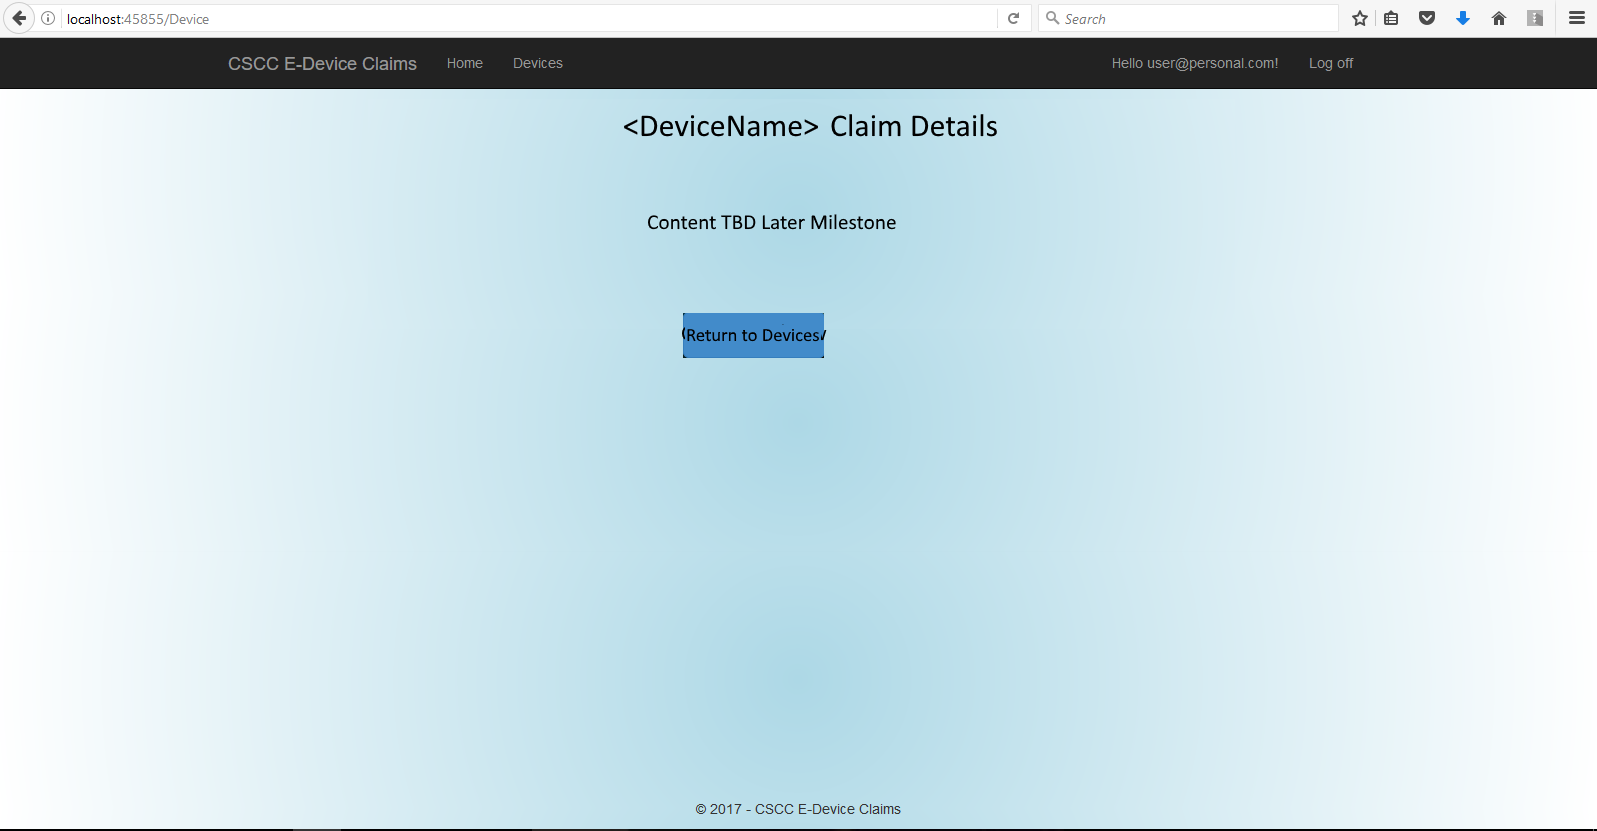 localhost:45855/Device
Search
CSCC E-Device Claims Home Devices Hello user@personal.com! Log off
<DeviceName> Claim Details
Content TBD Later Milestone
Return to Devices
© 2017 - CSCC E-Device Claims